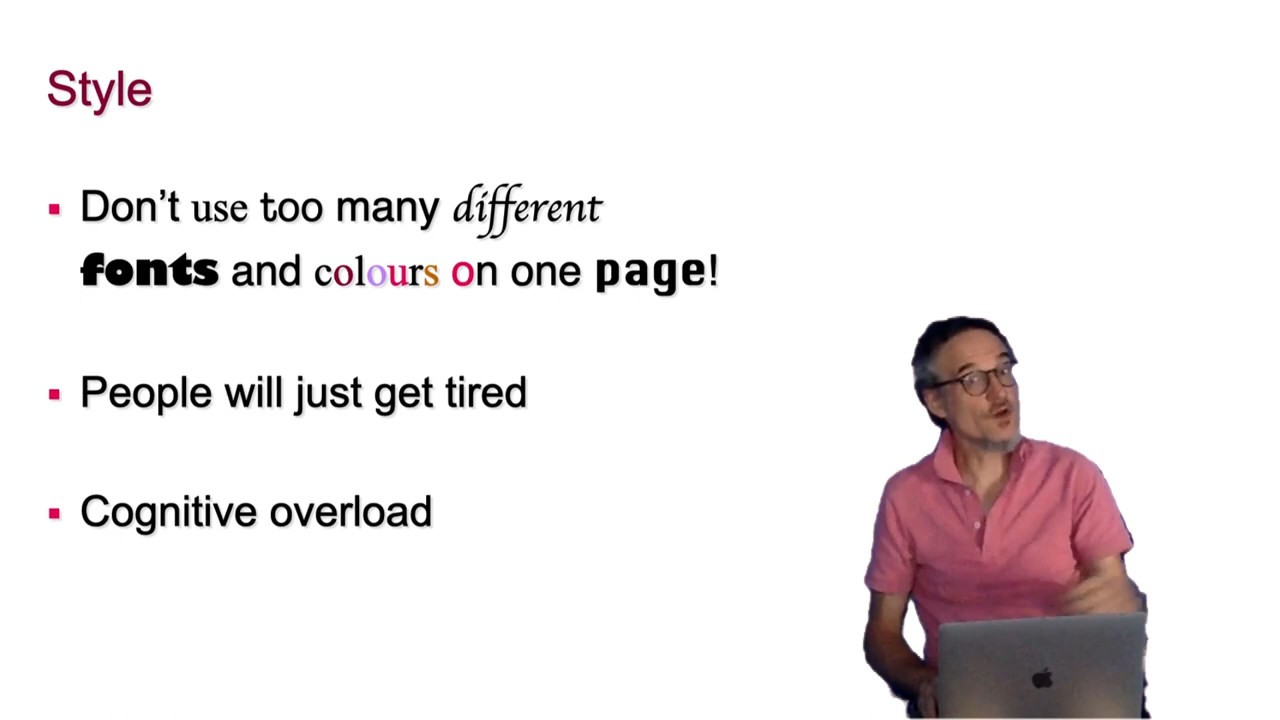 Style
Don’t use too many different
fonts and colours on one page!
People will just get tired
Cognitive overload